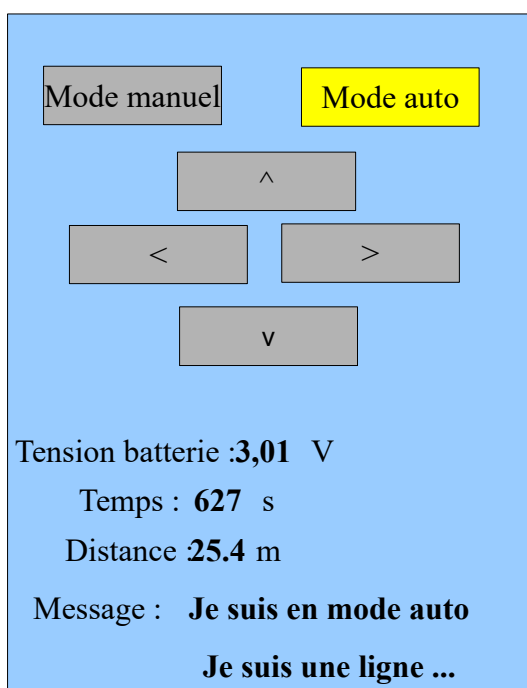 Mode manuel
Mode auto
^
< >
v
Tension batterie :3,01 V
Temps : 627 s
Distance :25.4 m
Message : Je suis en mode auto
Je suis une ligne ...